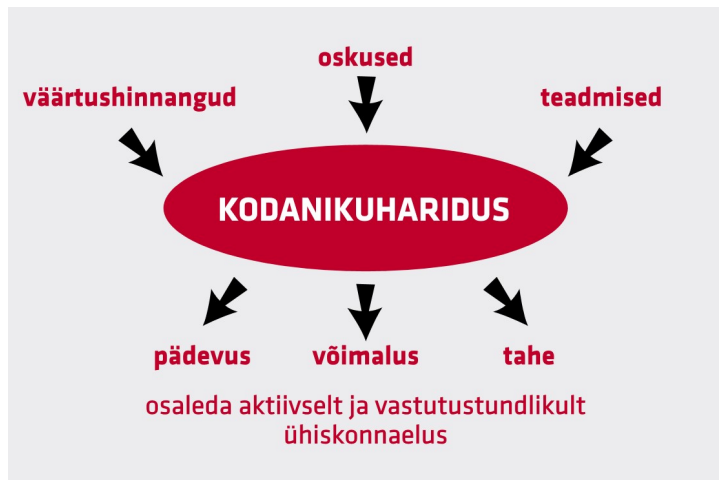 oskused
väärtushinnangud
teadmised
KODANIKUHARIDUS
pädevus
võimalus
tahe
osaleda aktiivselt ja vastutustundlikult
ühiskonnaelus